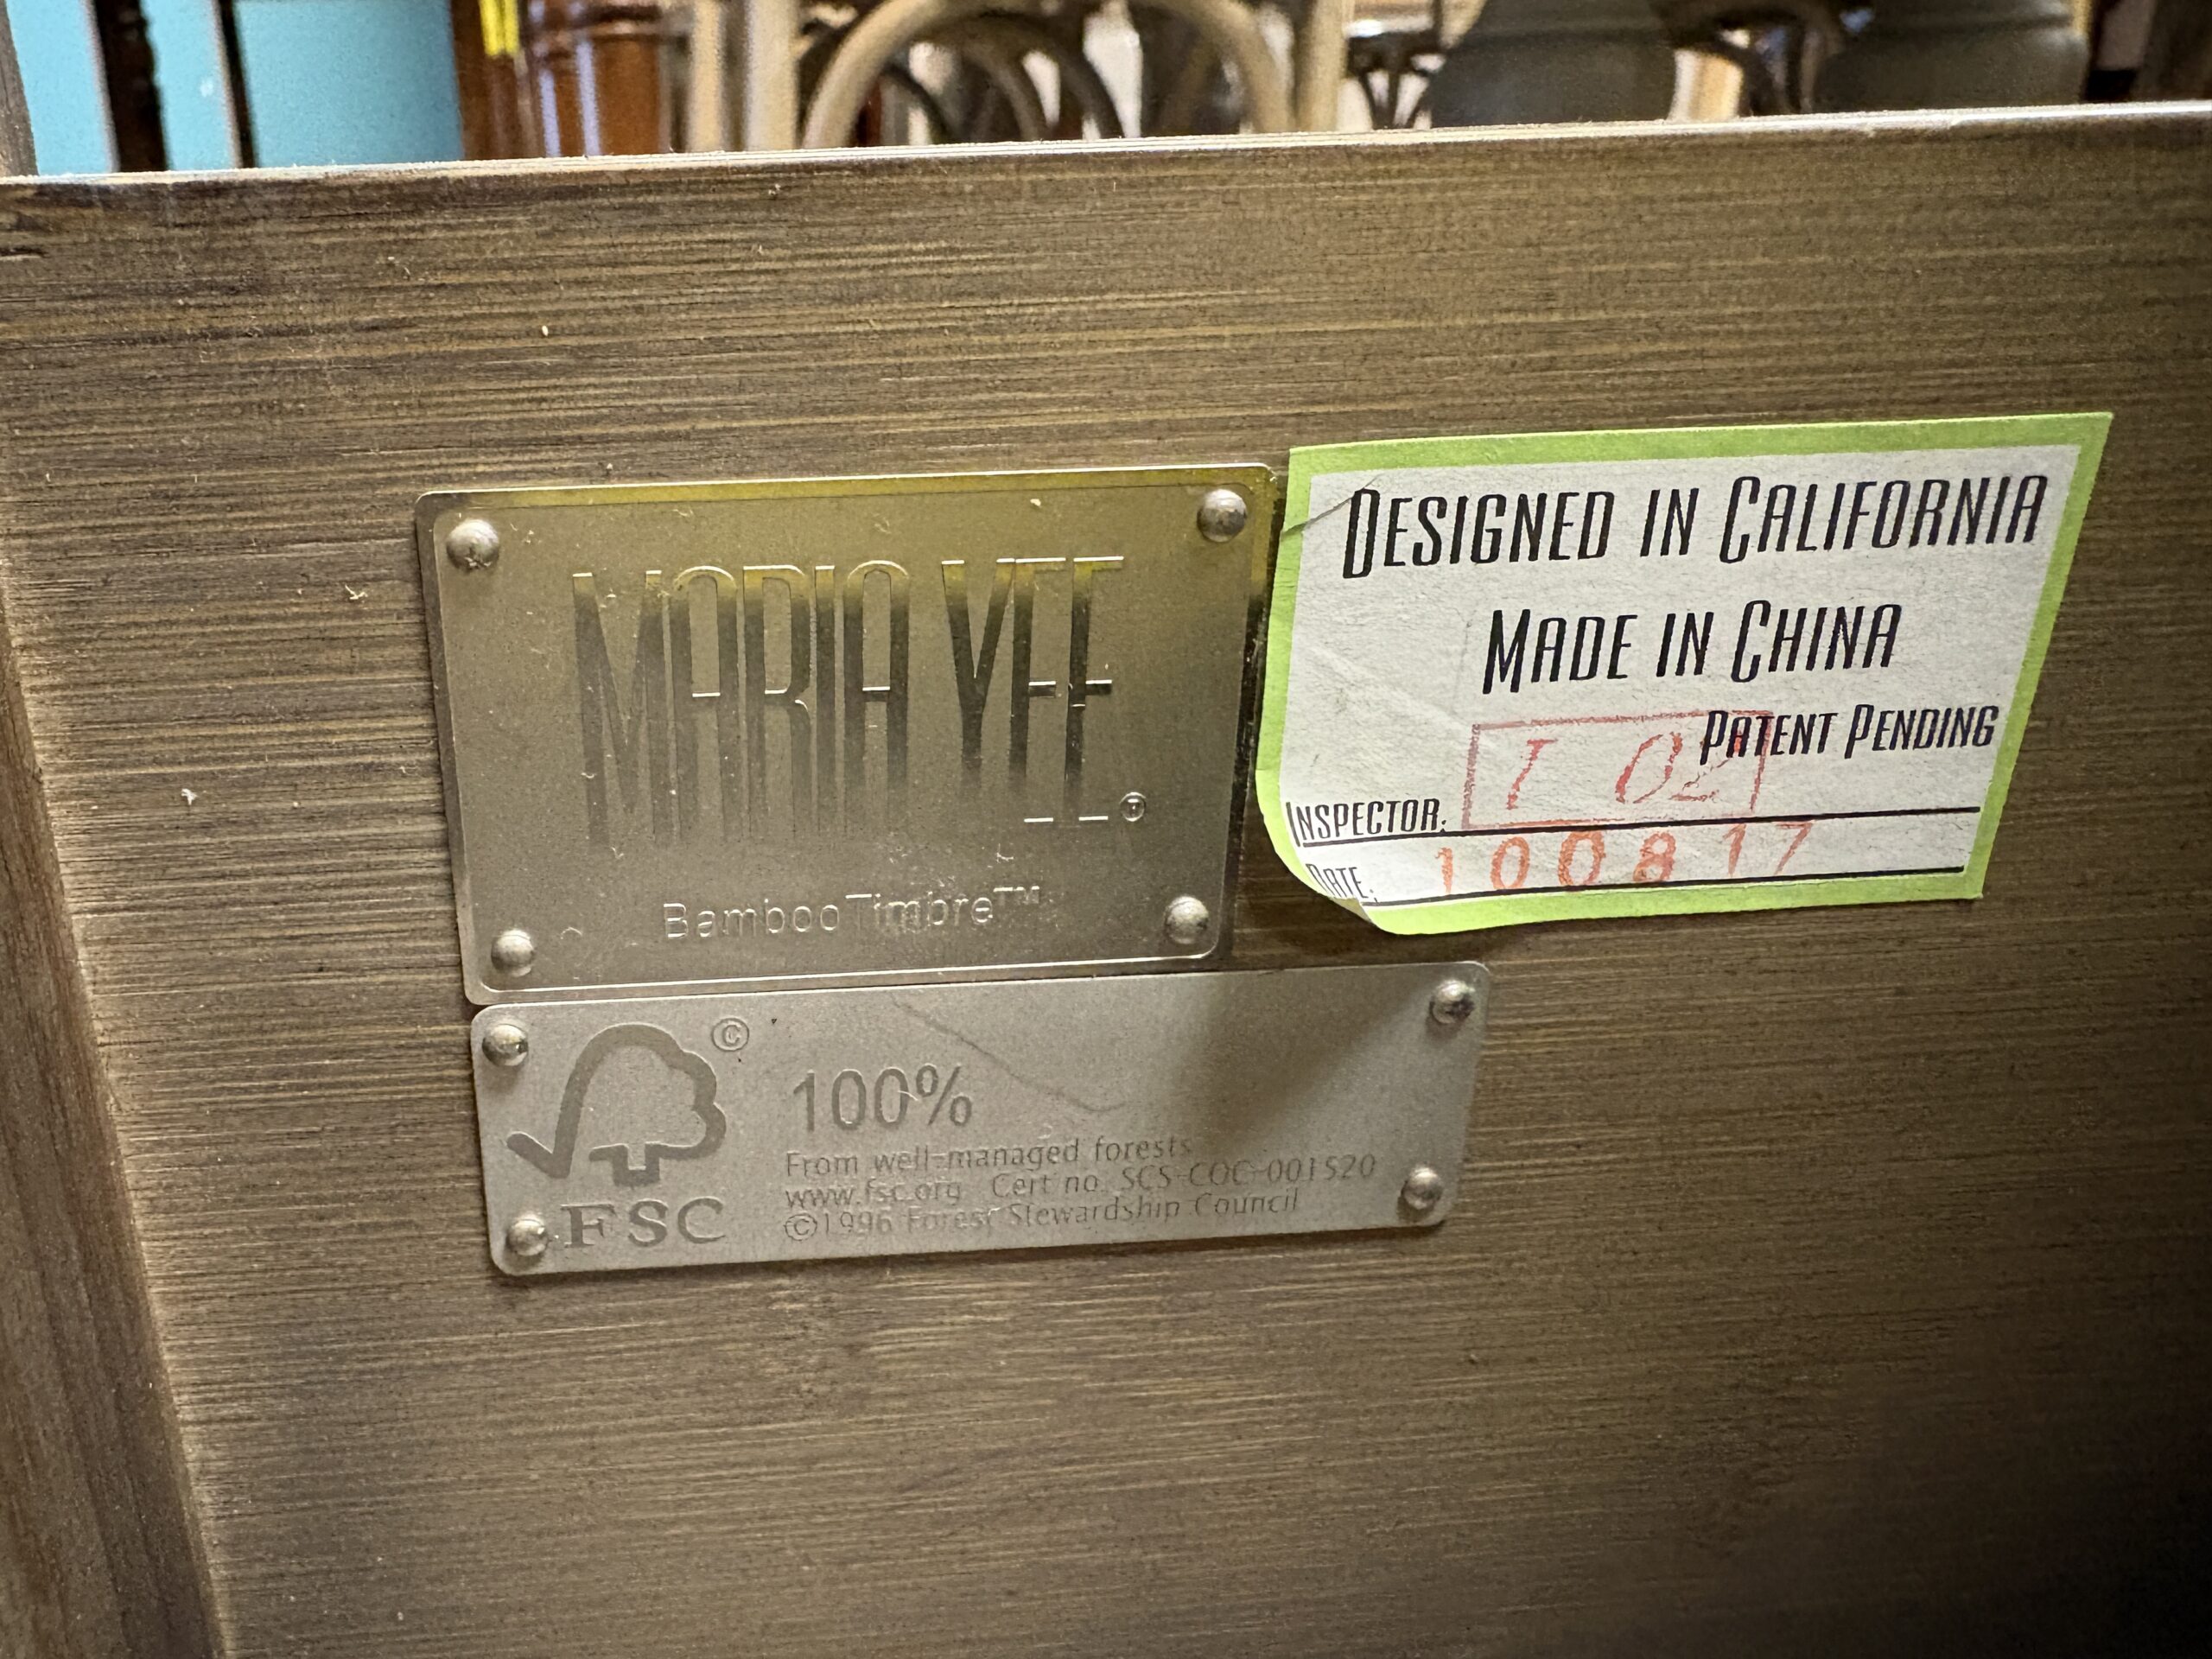 MARIA YEE®
BambooTimbre™
DESIGNED IN CALIFORNIA
MADE IN CHINA
PATENT PENDING
INSPECTOR: I 02
DATE: 100817
©
FSC
100%
From well-managed forests
www.fsc.org Cert no. SCS-COC-001520
©1996 Forest Stewardship Council